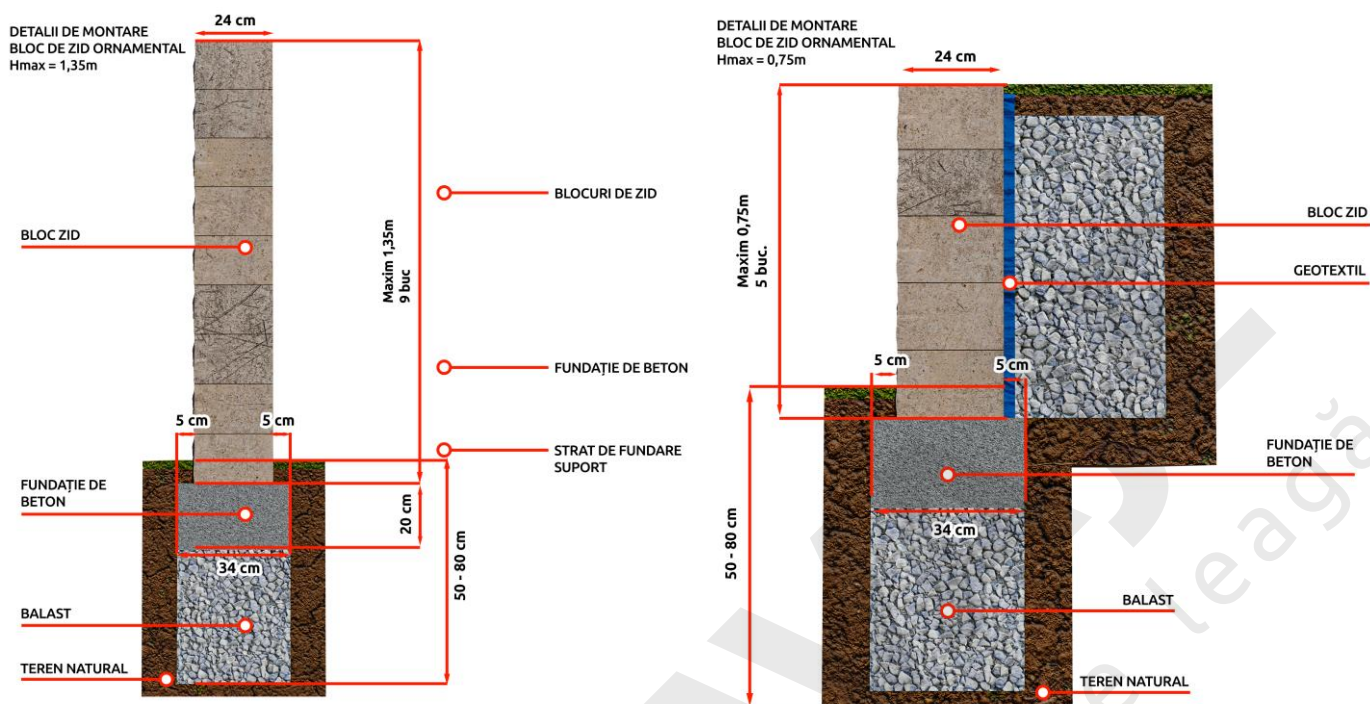 DETALII DE MONTARE
BLOC DE ZID ORNAMENTAL
Hmax = 1,35m
24 cm
BLOC ZID
Maxim 1,35m
9 buc
BLOCURI DE ZID
FUNDAȚIE DE BETON
STRAT DE FUNDARE
SUPORT
5 cm
5 cm
FUNDAȚIE DE
BETON
20 cm
34 cm
50 - 80 cm
BALAST
TEREN NATURAL
DETALII DE MONTARE
BLOC DE ZID ORNAMENTAL
Hmax = 0,75m
24 cm
Maxim 0,75m
5 buc.
BLOC ZID
GEOTEXTIL
5 cm
5 cm
FUNDAȚIE DE
BETON
34 cm
50 - 80 cm
BALAST
TEREN NATURAL
leagă